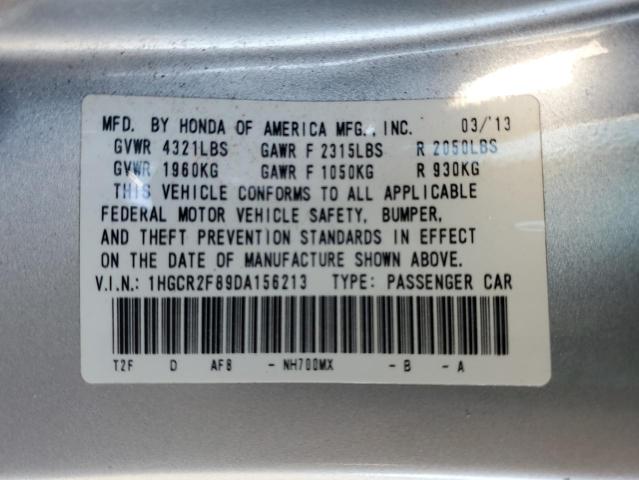 MFD. BY HONDA OF AMERICA MFG., INC. 03/'13
GVWR 4321LBS GAWR F 2315LBS R 2050LBS
GVWR 1960KG GAWR F 1050KG R 930KG
THIS VEHICLE CONFORMS TO ALL APPLICABLE
FEDERAL MOTOR VEHICLE SAFETY, BUMPER,
AND THEFT PREVENTION STANDARDS IN EFFECT
ON THE DATE OF MANUFACTURE SHOWN ABOVE.
V.I.N.: 1HGCR2F89DA156213 TYPE: PASSENGER CAR
T2F D AF8 - NH700MX - B - A